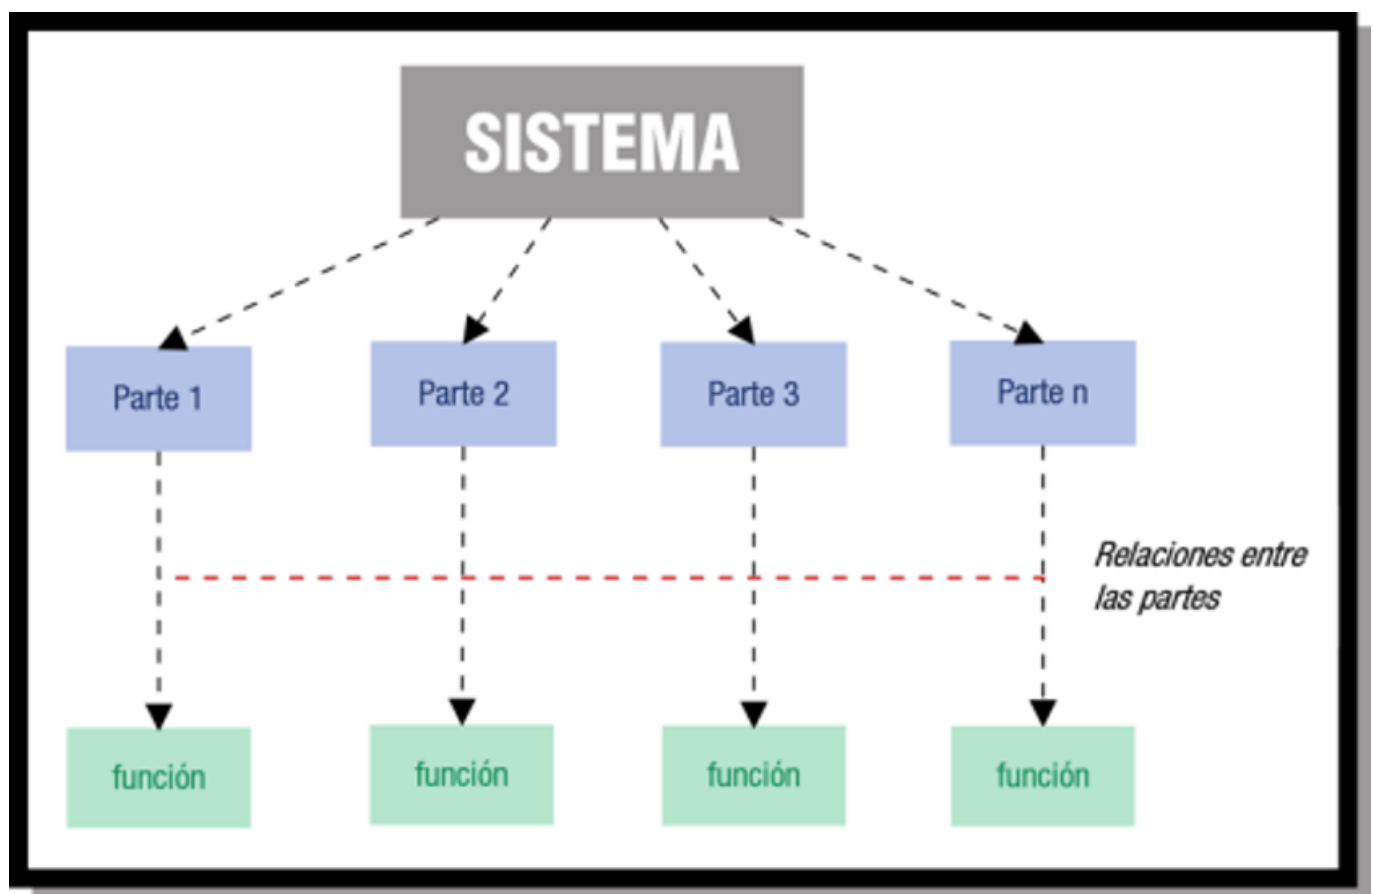 SISTEMA
Parte 1
Parte 2
Parte 3
Parte n
Relaciones entre
las partes
función
función
función
función